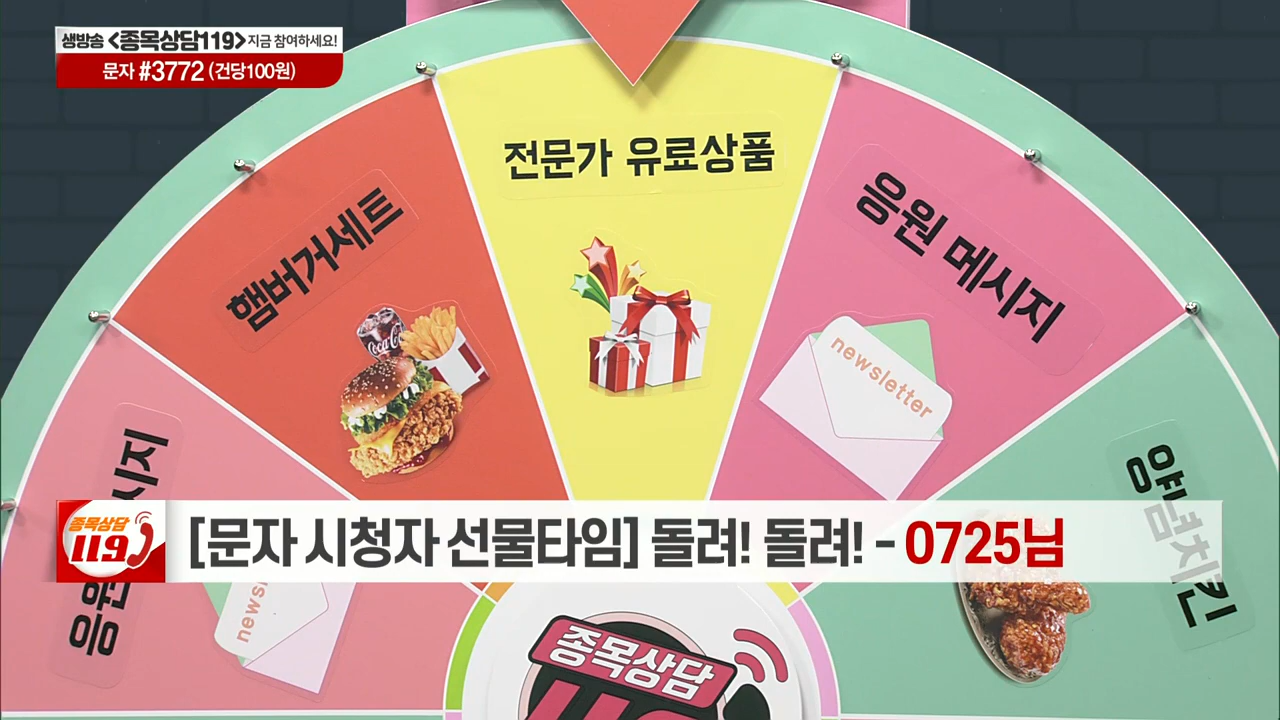 생방송 <종목상담119> 지금 참여하세요!
문자 #3772 (건당100원)
전문가 유료상품
햄버거세트
Coca-Cola
응원 메시지
newsletter
양념치킨
종목상담
119
[문자 시청자 선물타임] 돌려! 돌려! - 0725님
종목상담